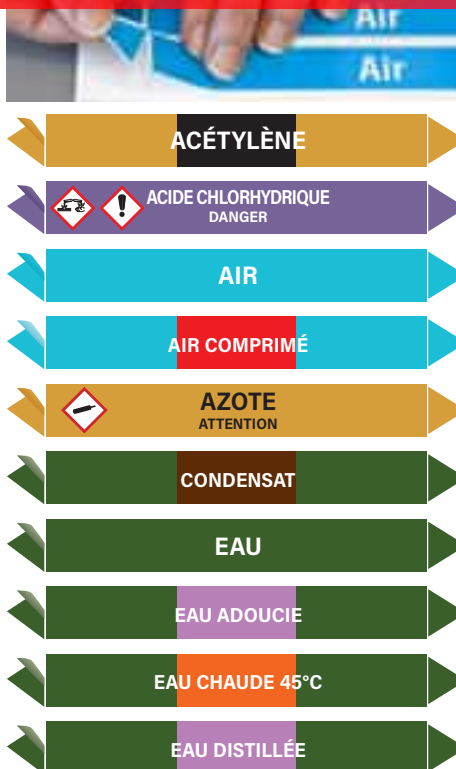 Air
Air
ACÉTYLÈNE
ACIDE CHLORHYDRIQUE
DANGER
AIR
AIR COMPRIMÉ
AZOTE
ATTENTION
CONDENSAT
EAU
EAU ADOUCIE
EAU CHAUDE 45°C
EAU DISTILLÉE